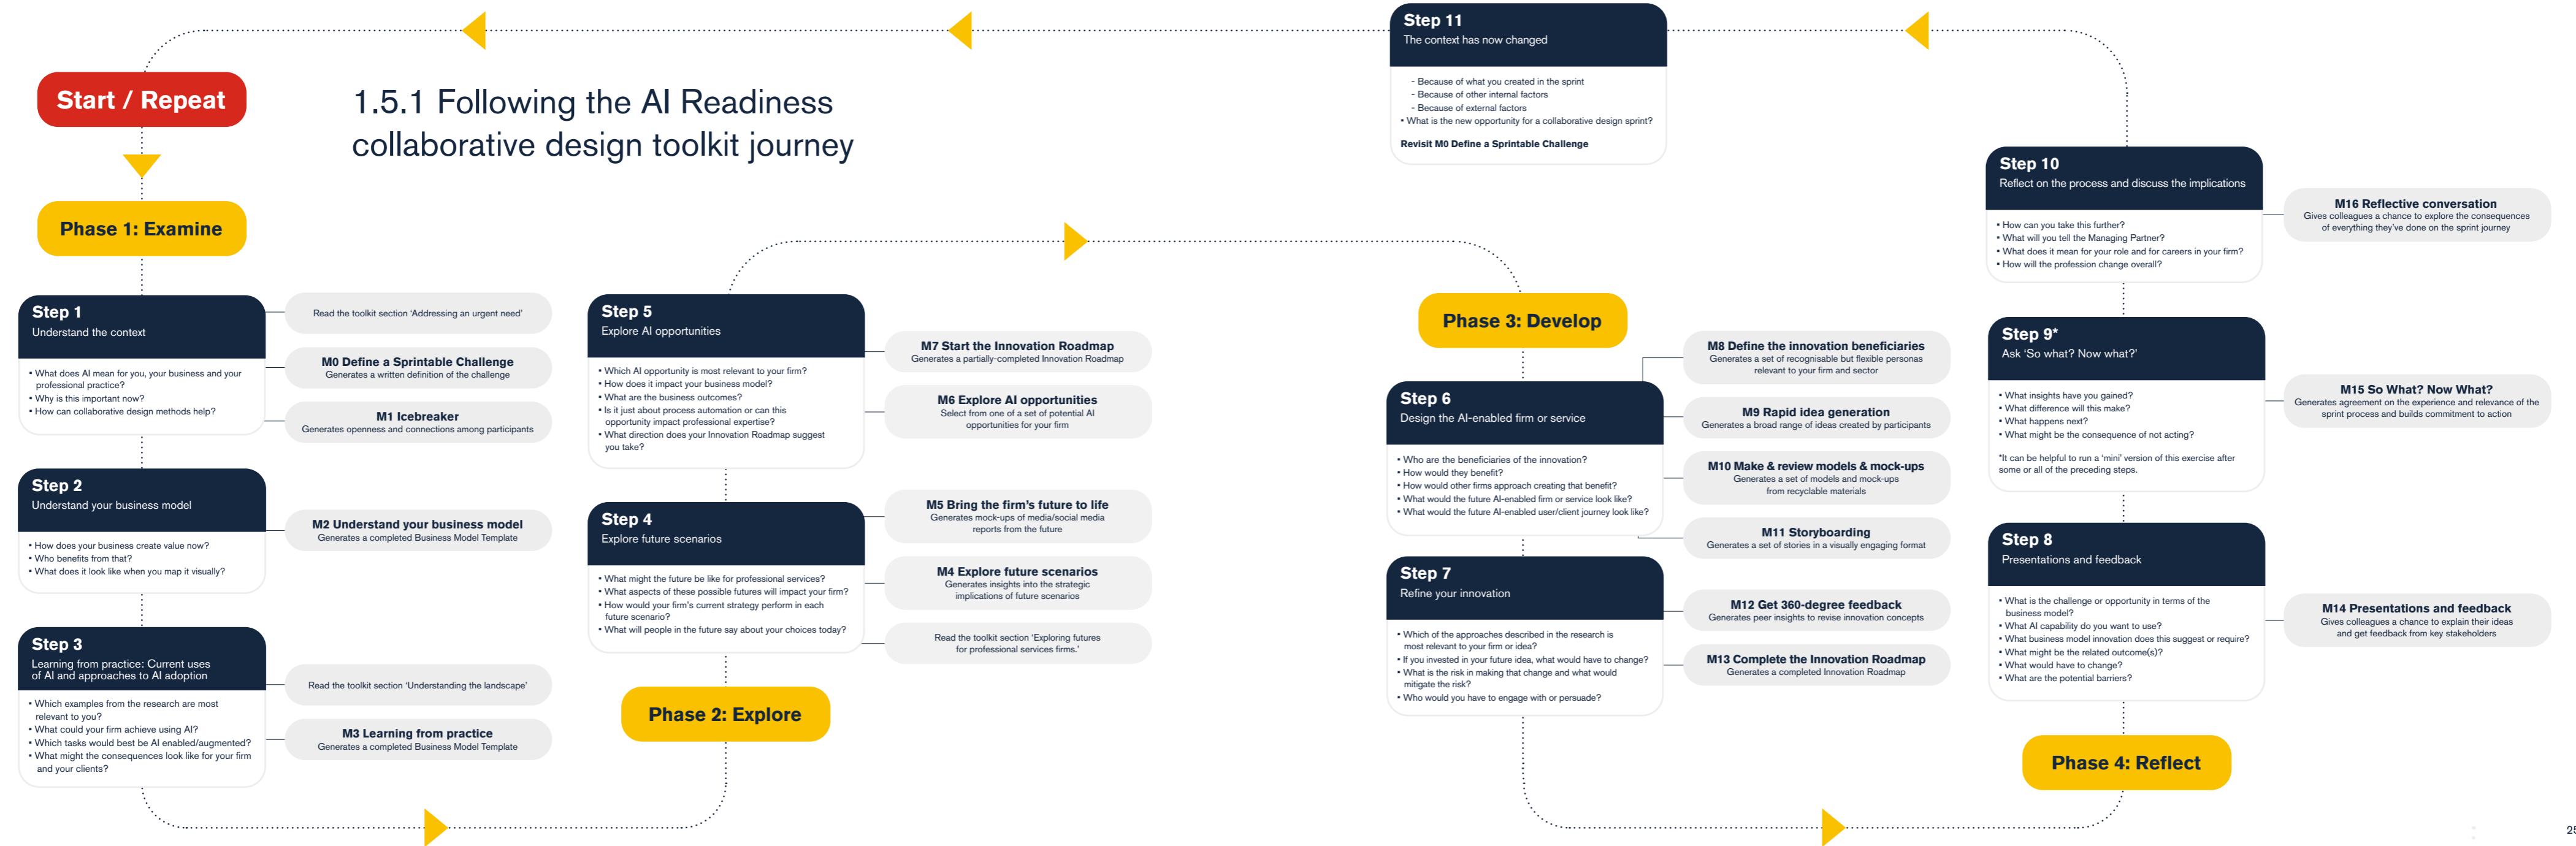 1.5.1 Following the AI Readiness
collaborative design toolkit journey
Start / Repeat
Phase 1: Examine
Step 1
Understand the context
• What does AI mean for you, your business and your
professional practice?
• Why is this important now?
• How can collaborative design methods help?
Read the toolkit section ‘Addressing an urgent need’
M0 Define a Sprintable Challenge
Generates a written definition of the challenge
M1 Icebreaker
Generates openness and connections among participants
Step 2
Understand your business model
• How does your business create value now?
• Who benefits from that?
• What does it look like when you map it visually?
M2 Understand your business model
Generates a completed Business Model Template
Step 3
Learning from practice: Current uses
of AI and approaches to AI adoption
• Which examples from the research are most
relevant to you?
• What could your firm achieve using AI?
• Which tasks would best be AI enabled/augmented?
• What might the consequences look like for your firm
and your clients?
Read the toolkit section ‘Understanding the landscape’
M3 Learning from practice
Generates a completed Business Model Template
Phase 2: Explore
Step 4
Explore future scenarios
• What might the future be like for professional services?
• What aspects of these possible futures will impact your firm?
• How would your firm’s current strategy perform in each
future scenario?
• What will people in the future say about your choices today?
M5 Bring the firm’s future to life
Generates mock-ups of media/social media
reports from the future
M4 Explore future scenarios
Generates insights into the strategic
implications of future scenarios
Read the toolkit section ‘Exploring futures
for professional services firms.’
Step 5
Explore AI opportunities
• Which AI opportunity is most relevant to your firm?
• How does it impact your business model?
• What are the business outcomes?
• Is it just about process automation or can this
opportunity impact professional expertise?
• What direction does your Innovation Roadmap suggest
you take?
M7 Start the Innovation Roadmap
Generates a partially-completed Innovation Roadmap
M6 Explore AI opportunities
Select from one of a set of potential AI
opportunities for your firm
Phase 3: Develop
Step 6
Design the AI-enabled firm or service
• Who are the beneficiaries of the innovation?
• How would they benefit?
• How would other firms approach creating that benefit?
• What would the future AI-enabled firm or service look like?
• What would the future AI-enabled user/client journey look like?
M8 Define the innovation beneficiaries
Generates a set of recognisable but flexible personas
relevant to your firm and sector
M9 Rapid idea generation
Generates a broad range of ideas created by participants
M10 Make & review models & mock-ups
Generates a set of models and mock-ups
from recyclable materials
M11 Storyboarding
Generates a set of stories in a visually engaging format
Step 7
Refine your innovation
• Which of the approaches described in the research is
most relevant to your firm or idea?
• If you invested in your future idea, what would have to change?
• What is the risk in making that change and what would
mitigate the risk?
• Who would you have to engage with or persuade?
M12 Get 360-degree feedback
Generates peer insights to revise innovation concepts
M13 Complete the Innovation Roadmap
Generates a completed Innovation Roadmap
Phase 4: Reflect
Step 8
Presentations and feedback
• What is the challenge or opportunity in terms of the
business model?
• What AI capability do you want to use?
• What business model innovation does this suggest or require?
• What might be the related outcome(s)?
• What would have to change?
• What are the potential barriers?
M14 Presentations and feedback
Gives colleagues a chance to explain their ideas
and get feedback from key stakeholders
Step 9*
Ask ‘So what? Now what?’
• What insights have you gained?
• What difference will this make?
• What happens next?
• What might be the consequence of not acting?
*It can be helpful to run a ‘mini’ version of this exercise after
some or all of the preceding steps.
M15 So What? Now What?
Generates agreement on the experience and relevance of the
sprint process and builds commitment to action
Step 10
Reflect on the process and discuss the implications
• How can you take this further?
• What will you tell the Managing Partner?
• What does it mean for your role and for careers in your firm?
• How will the profession change overall?
M16 Reflective conversation
Gives colleagues a chance to explore the consequences
of everything they’ve done on the sprint journey
Step 11
The context has now changed
- Because of what you created in the sprint
- Because of other internal factors
- Because of external factors
• What is the new opportunity for a collaborative design sprint?
Revisit M0 Define a Sprintable Challenge
25